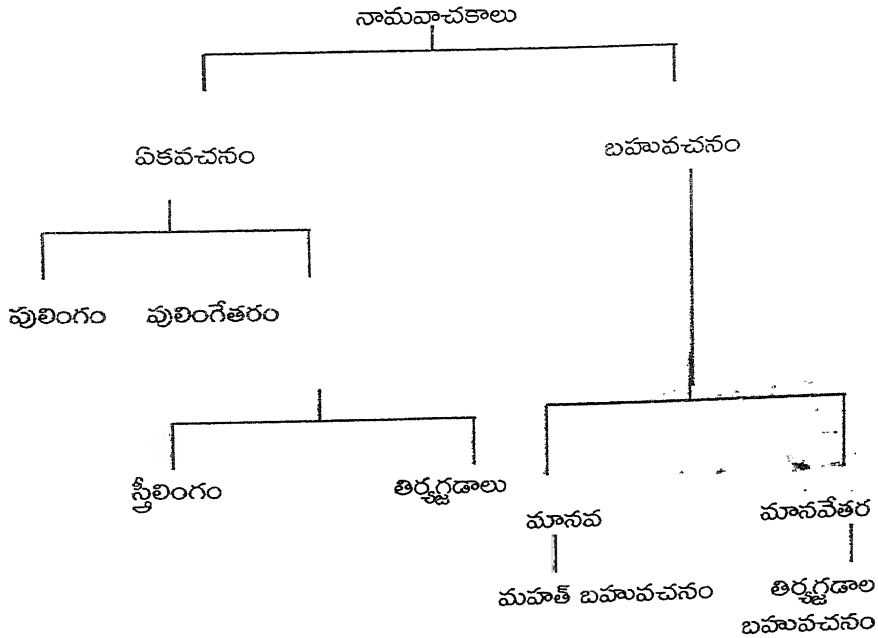 నామవాచకాలు
ఏకవచనం
బహువచనం
పులింగం
పులింగేతరం
స్త్రీలింగం
తిర్యగ్జడాలు
మానవ
మానవేతర
మహత్ బహువచనం
తిర్యగ్జడాల
బహువచనం